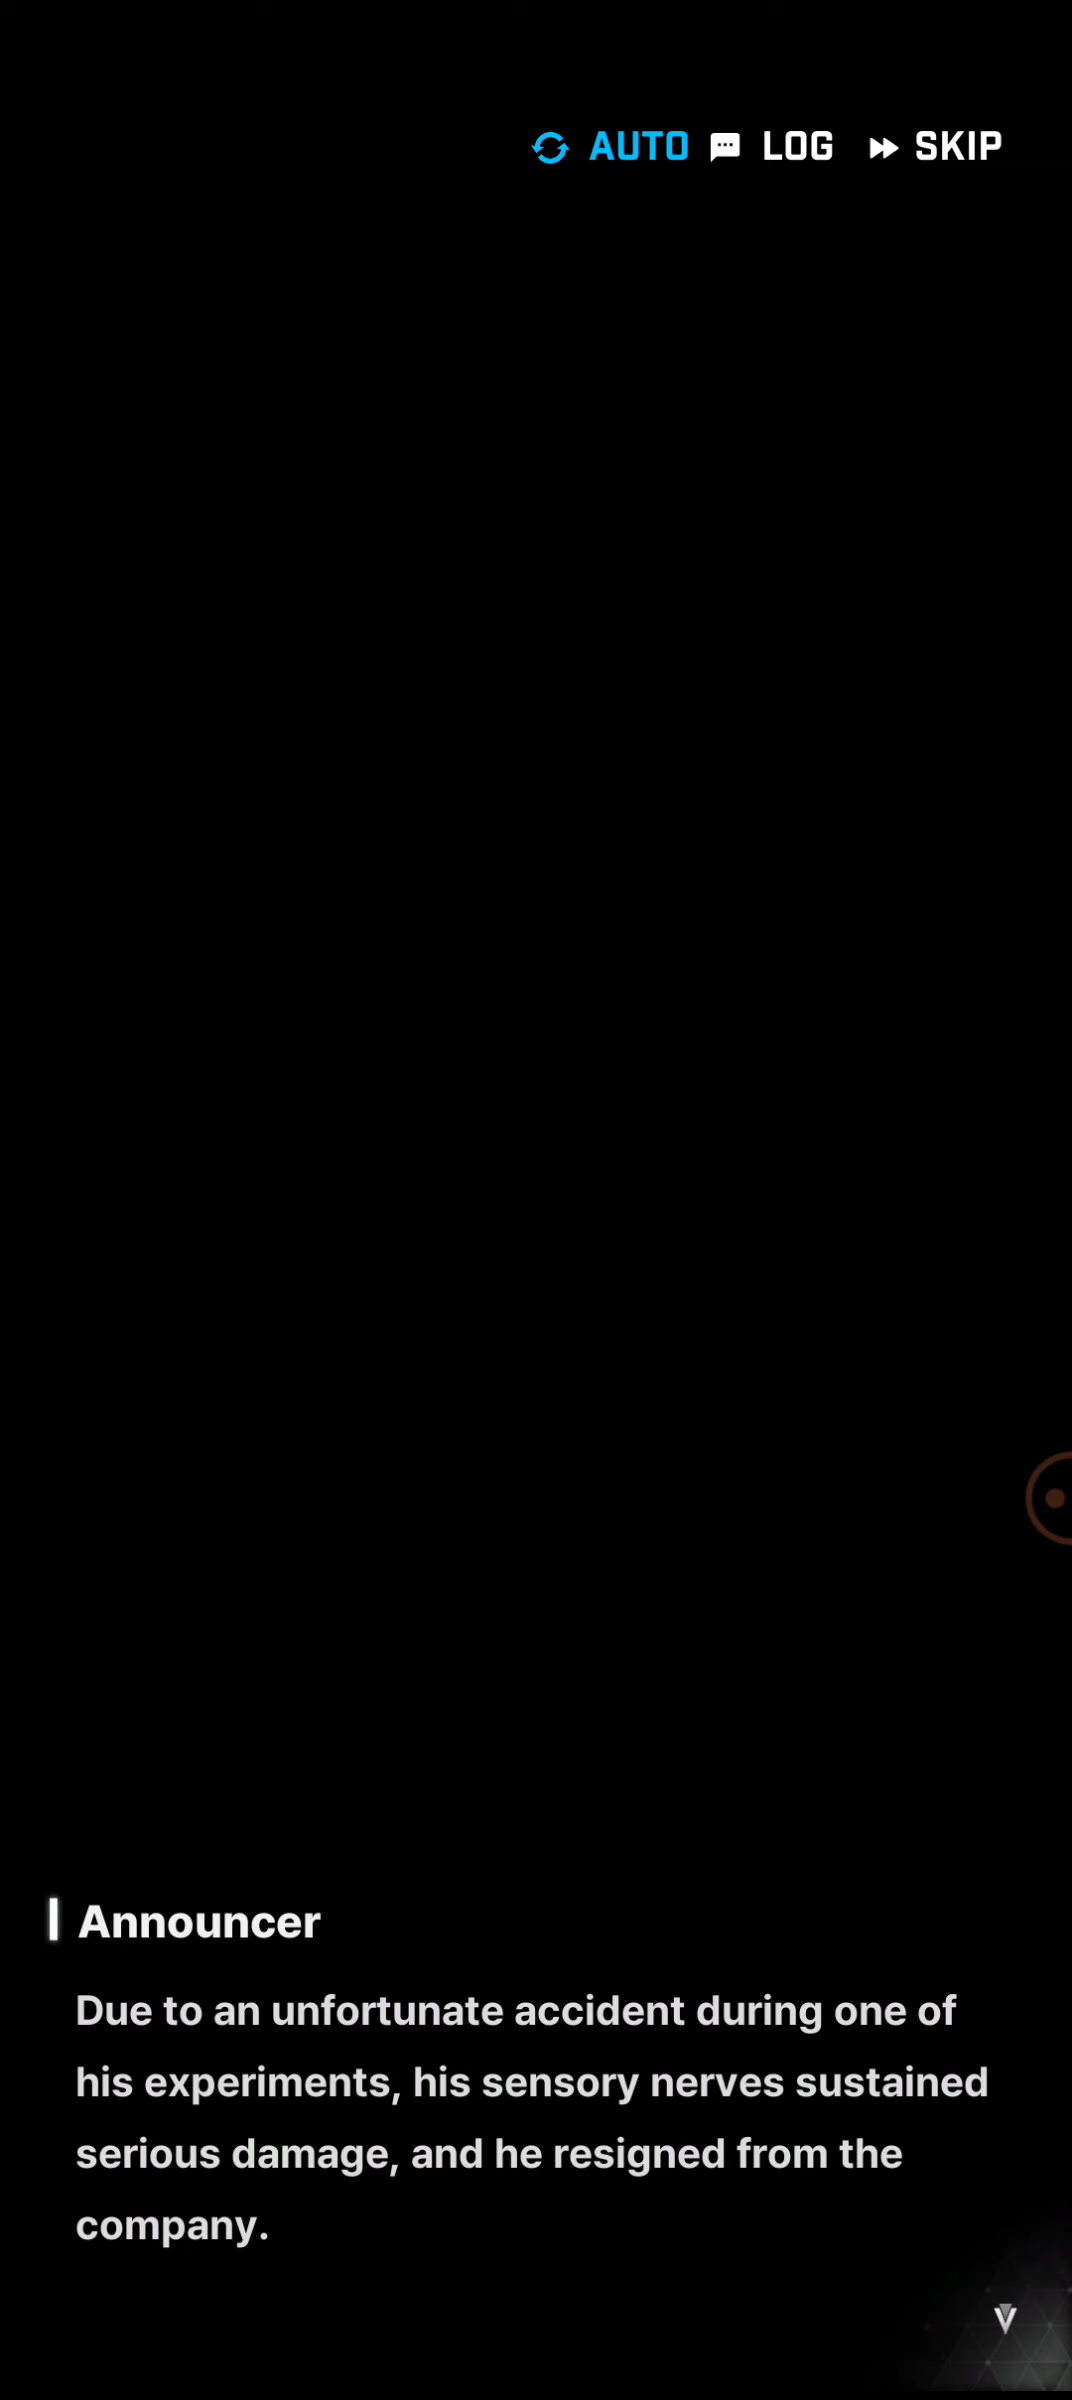 AUTO LOG SKIP
Announcer
Due to an unfortunate accident during one of
his experiments, his sensory nerves sustained
serious damage, and he resigned from the
company.